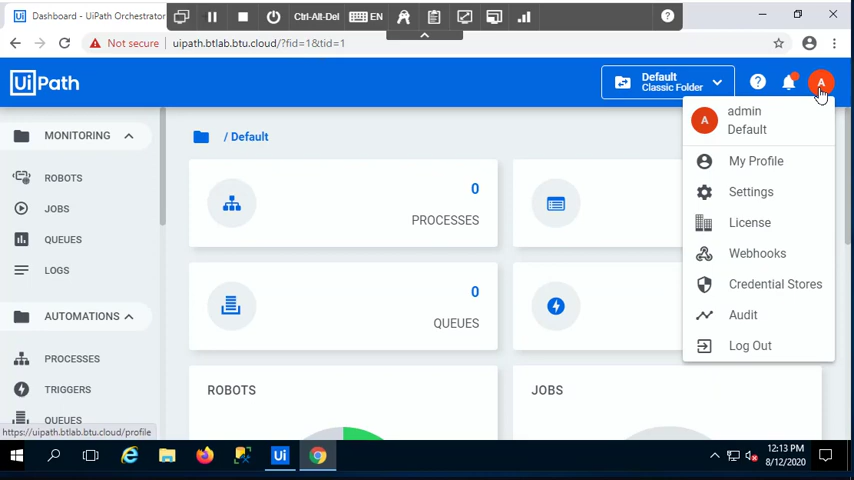 Dashboard - UiPath Orchestrator
Ctrl-Alt-Del
EN
Not secure
uipath.btlab.btu.cloud/?fid=1&tid=1
UiPath
Default
Classic Folder
A
A
admin
Default
My Profile
Settings
License
Webhooks
Credential Stores
Audit
Log Out
MONITORING
ROBOTS
JOBS
QUEUES
LOGS
AUTOMATIONS
PROCESSES
TRIGGERS
QUEUES
/ Default
0
PROCESSES
0
QUEUES
ROBOTS
JOBS
https://uipath.btlab.btu.cloud/profile
Ui
12:13 PM
8/12/2020